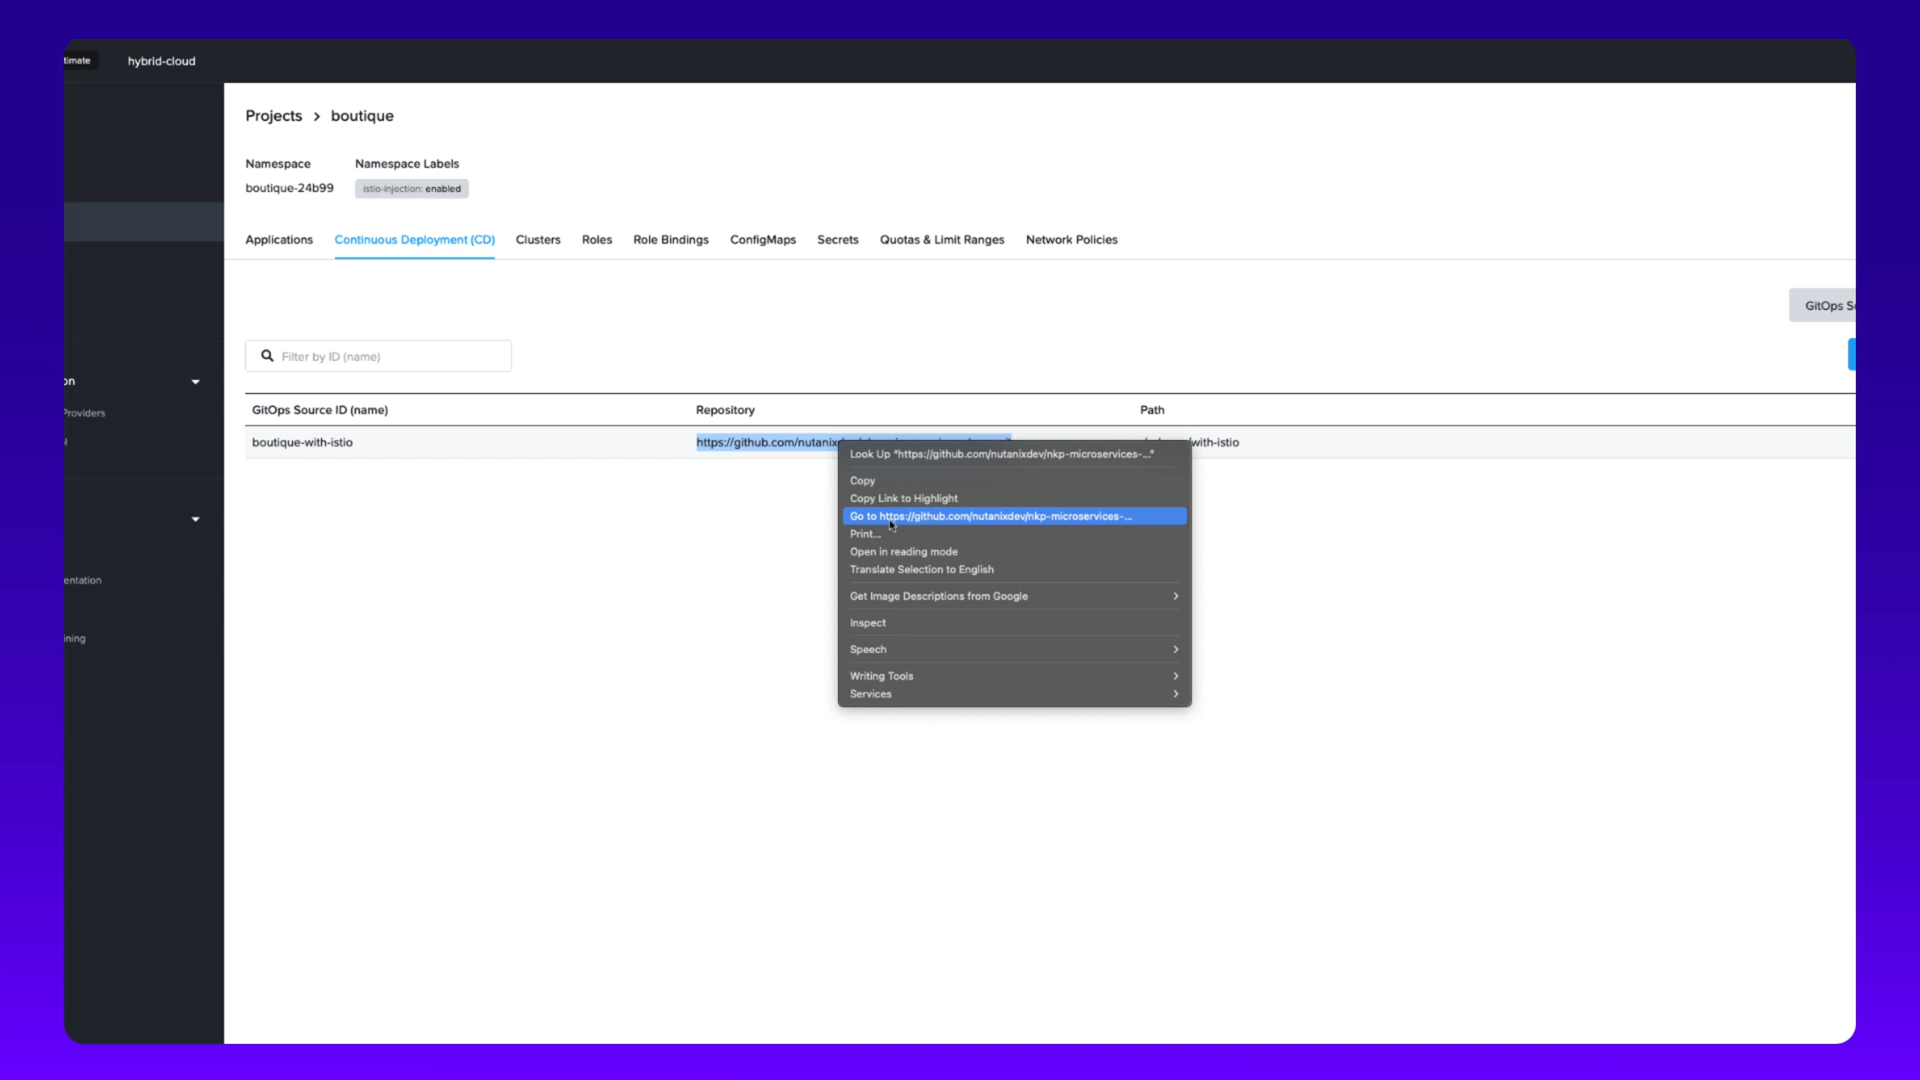 timate hybrid-cloud
Projects > boutique
Namespace Namespace Labels
boutique-24b99 istio-injection: enabled
Applications Continuous Deployment (CD) Clusters Roles Role Bindings ConfigMaps Secrets Quotas & Limit Ranges Network Policies
GitOps S
Filter by ID (name)
on
GitOps Source ID (name) Repository Path
Providers
boutique-with-istio https://github.com/nutanix with-istio
Look Up "https://github.com/nutanixdev/nkp-microservices-..."
Copy
Copy Link to Highlight
Go to https://github.com/nutanixdev/nkp-microservices-...
Print...
Open in reading mode
Translate Selection to English
entation
Get Image Descriptions from Google
Inspect
ining
Speech
Writing Tools
Services